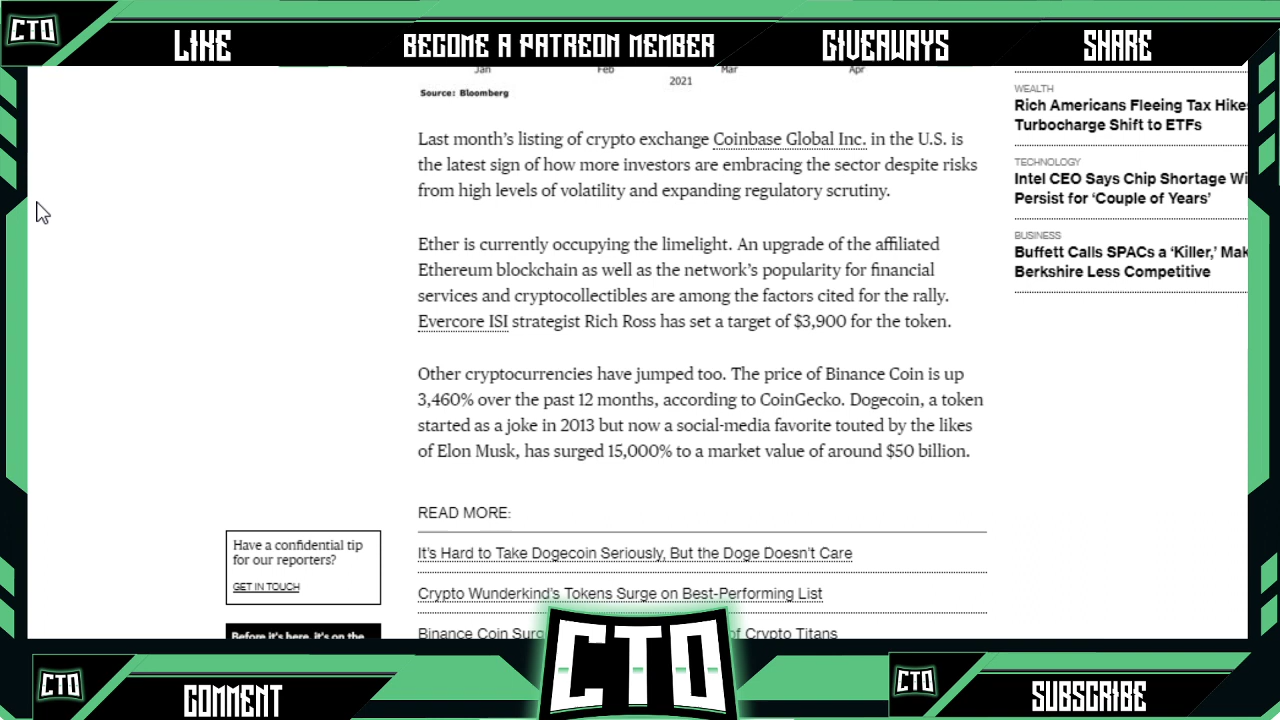 CTO
LIKE
BECOME A PATREON MEMBER
GIVEAWAYS
SHARE
Jan Feb Mar Apr
2021
Source: Bloomberg
Last month's listing of crypto exchange Coinbase Global Inc. in the U.S. is
the latest sign of how more investors are embracing the sector despite risks
from high levels of volatility and expanding regulatory scrutiny.
Ether is currently occupying the limelight. An upgrade of the affiliated
Ethereum blockchain as well as the network's popularity for financial
services and cryptocollectibles are among the factors cited for the rally.
Evercore ISI strategist Rich Ross has set a target of $3,900 for the token.
Other cryptocurrencies have jumped too. The price of Binance Coin is up
3,460% over the past 12 months, according to CoinGecko. Dogecoin, a token
started as a joke in 2013 but now a social-media favorite touted by the likes
of Elon Musk, has surged 15,000% to a market value of around $50 billion.
READ MORE:
It's Hard to Take Dogecoin Seriously, But the Doge Doesn't Care
Crypto Wunderkind's Tokens Surge on Best-Performing List
Binance Coin Surg of Crypto Titans
WEALTH
Rich Americans Fleeing Tax Hike
Turbocharge Shift to ETFs
TECHNOLOGY
Intel CEO Says Chip Shortage Wi
Persist for 'Couple of Years'
BUSINESS
Buffett Calls SPACs a 'Killer,' Mak
Berkshire Less Competitive
Have a confidential tip
for our reporters?
GET IN TOUCH
Before it's here, it's on the
CTO
COMMENT
CTO
CTO
SUBSCRIBE